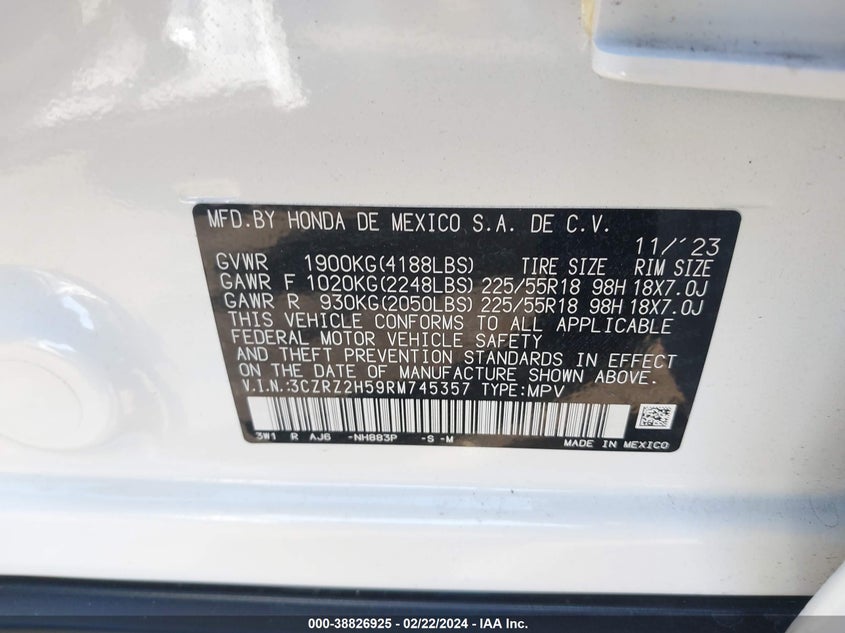 MFD.BY HONDA DE MEXICO S.A. DE C.V.
11/'23
GVWR 1900KG(4188LBS) TIRE SIZE RIM SIZE
GAWR F 1020KG(2248LBS) 225/55R18 98H 18X7.0J
GAWR R 930KG(2050LBS) 225/55R18 98H 18X7.0J
THIS VEHICLE CONFORMS TO ALL APPLICABLE
FEDERAL MOTOR VEHICLE SAFETY
AND THEFT PREVENTION STANDARDS IN EFFECT
ON THE DATE OF MANUFACTURE SHOWN ABOVE.
V.I.N.:3CZRZ2H59RM745357 TYPE:MPV
3W1 R AJ6 -NH883P -S -M MADE IN MEXICO
000-38826925 - 02/22/2024 - IAA Inc.